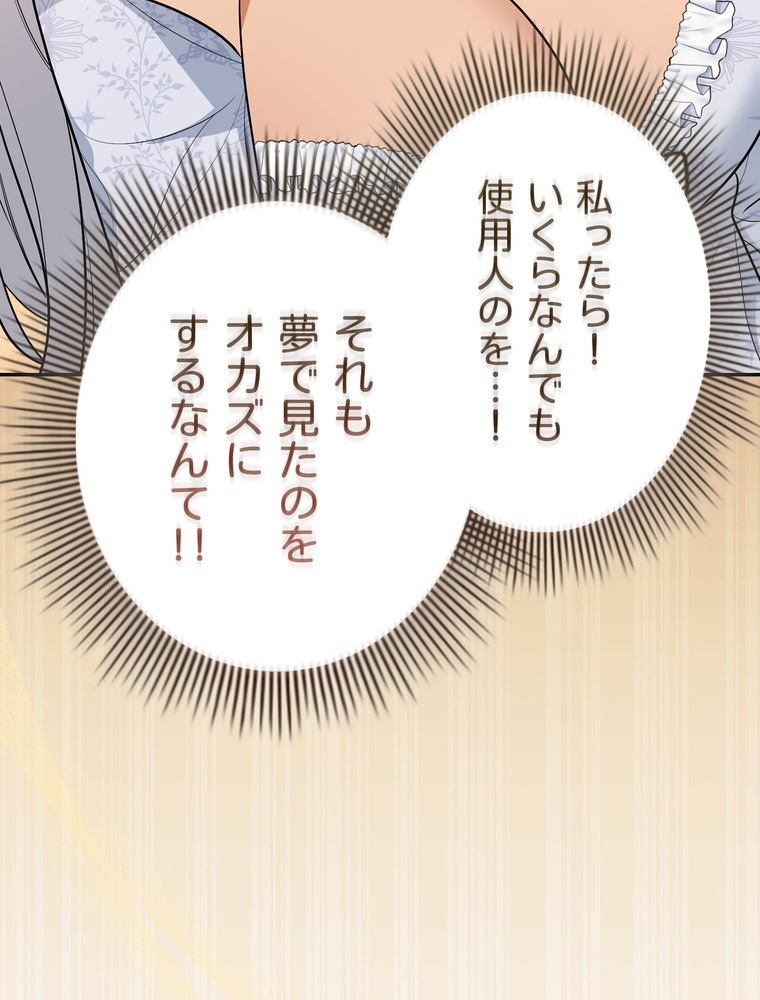 私ったら！
いくらなんでも
使用人のを…！
それも
夢で見たのを
オカズに
するなんて!!